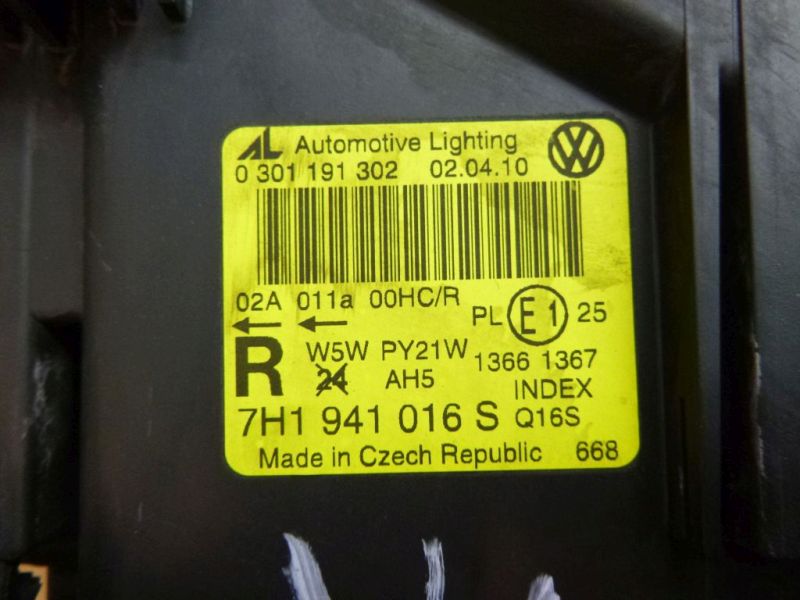 AL Automotive Lighting
0 301 191 302 02.04.10
02A 011a 00HC/R
PL E1 25
R W5W PY21W 1366 1367
24 AH5 INDEX
7H1 941 016 S Q16S
Made in Czech Republic 668